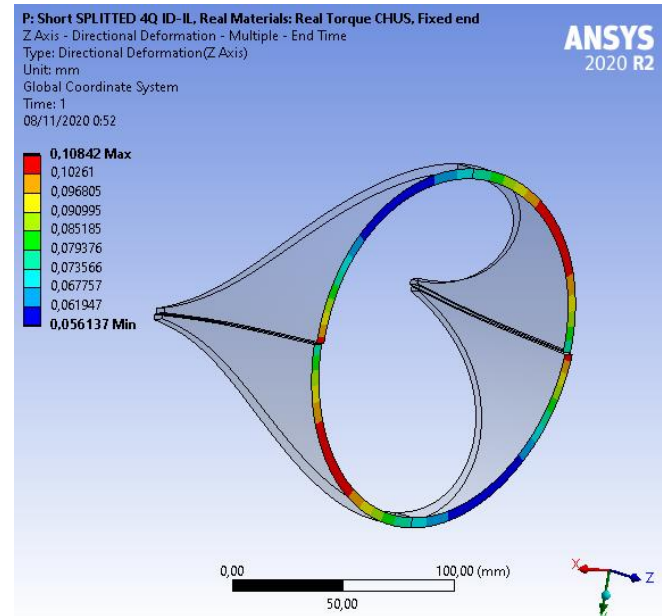 P: Short SPLITTED 4Q ID-IL, Real Materials: Real Torque CHUS, Fixed end
Z Axis - Directional Deformation - Multiple - End Time
Type: Directional Deformation(Z Axis)
Unit: mm
Global Coordinate System
Time: 1
08/11/2020 0:52
ANSYS
2020 R2
0,10842 Max
0,10261
0,096805
0,090995
0,085185
0,079376
0,073566
0,067757
0,061947
0,056137 Min
0,00
100,00 (mm)
50,00
X
Z